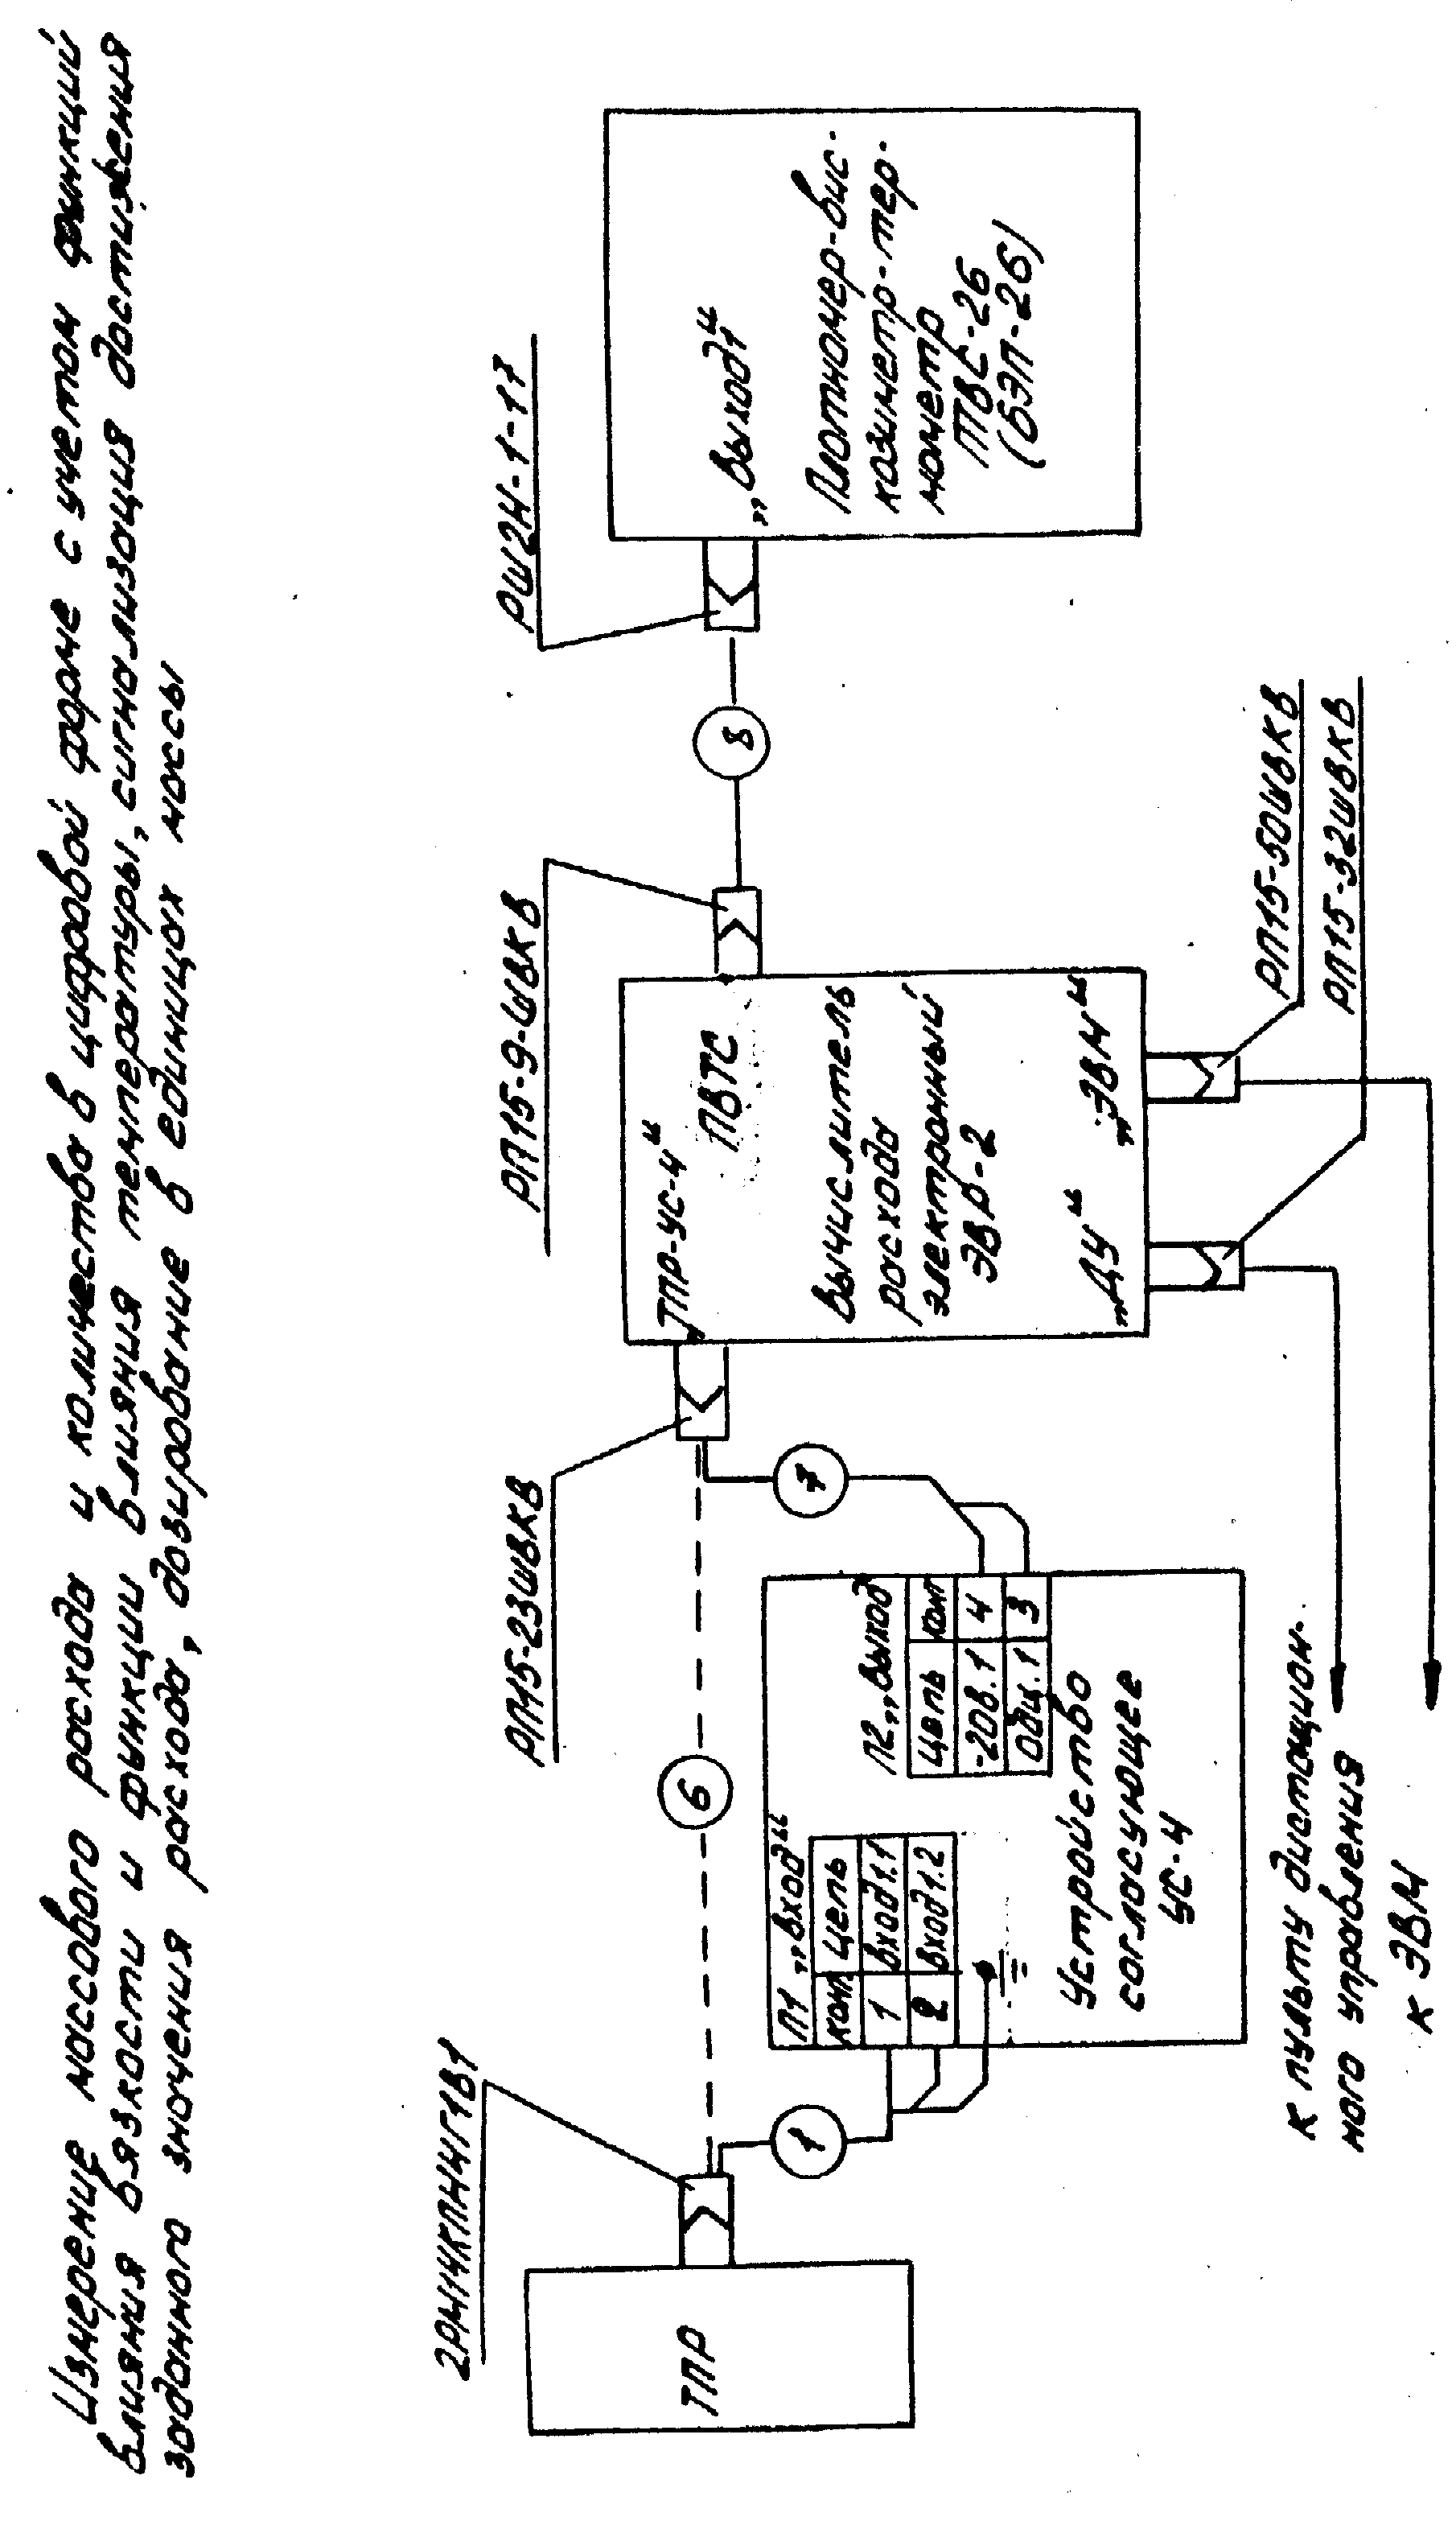 Измерение массового расхода и количества в цифровой форме с учетом функций
влияния вязкости и функции влияния температуры, сигнализация достижения
заданного значения расхода, дозирование в единицах массы
2РМ14КПН4Г1В1
РП15-23ШВКВ
РП15-9-ШВКВ
РШ2Н-1-17
ТПР
1
6
7
8
П1 „Вход“
Конт Цепь
1 Вход 1.1
2 Вход 1.2
П2 „Выход“
Цепь Конт
-20В.1 4
Общ.1 3
Устройство
согласующее
УС-4
„ТПР-УС-4“
ПВТС
Вычислитель
расхода
электронный
ЭВР-2
„ДУ“
„ЭВМ“
„Выход1“
Плотномер-вис-
козиметр-тер-
мометр
ПВС-26
(БЭП-26)
РП15-50ШВКВ
РП15-32ШВКВ
К пульту дистанцион-
ного управления
К ЭВМ